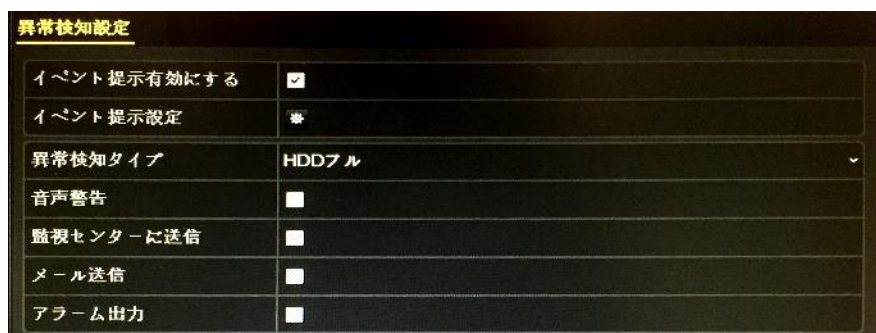 異常検知設定
イベント提示有効にする
イベント提示設定
異常検知タイプ HDDフル
音声警告
監視センターに送信
メール送信
アラーム出力